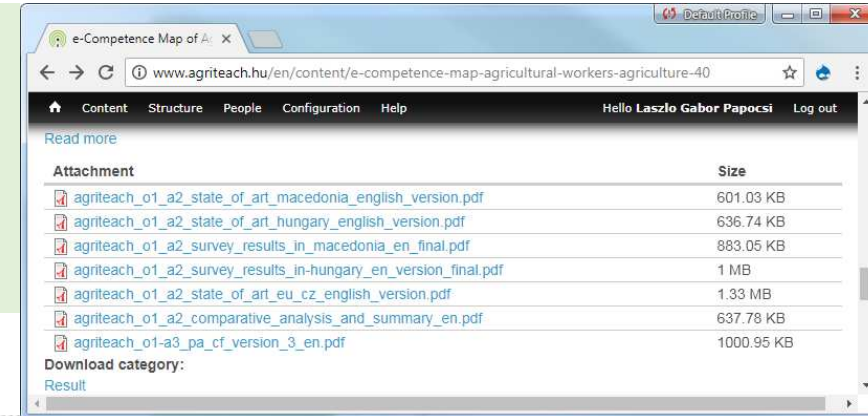 Default Profile
e-Competence Map of A
www.agriteach.hu/en/content/e-competence-map-agricultural-workers-agriculture-40
Content Structure People Configuration Help Hello Laszlo Gabor Papocsi Log out
Read more
Attachment Size
agriteach_o1_a2_state_of_art_macedonia_english_version.pdf 601.03 KB
agriteach_o1_a2_state_of_art_hungary_english_version.pdf 636.74 KB
agriteach_o1_a2_survey_results_in_macedonia_en_final.pdf 883.05 KB
agriteach_o1_a2_survey_results_in-hungary_en_version_final.pdf 1 MB
agriteach_o1_a2_state_of_art_eu_cz_english_version.pdf 1.33 MB
agriteach_o1_a2_comparative_analysis_and_summary_en.pdf 637.78 KB
agriteach_o1-a3_pa_cf_version_3_en.pdf 1000.95 KB
Download category:
Result